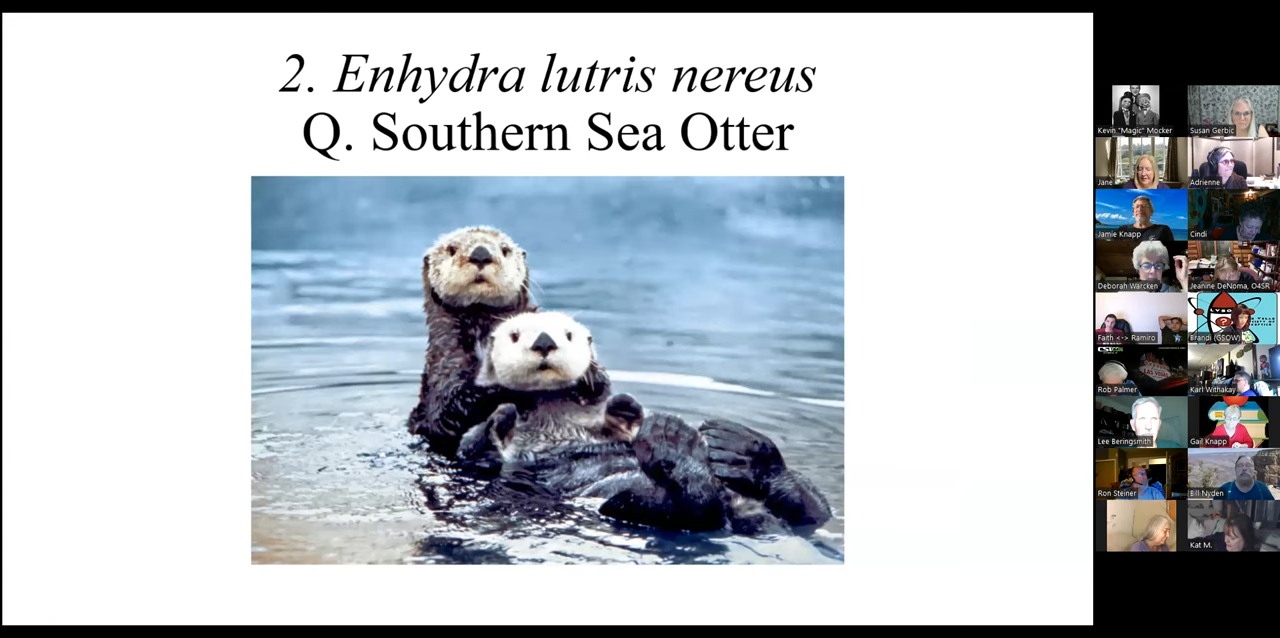 2. Enhydra lutris nereus
Q. Southern Sea Otter
Kevin "Magic" Mocker
Susan Gerbic
Jane
Adrienne
Jamie Knapp
Cindi
Deborah Warcken
Jeanine DeNoma, O4SR
Faith <-> Ramiro
Brandi (GSOW)
Rob Palmer
Karl Withakay
Lee Beringsmith
Gail Knapp
Ron Steiner
Bill Nyden
Kat M.